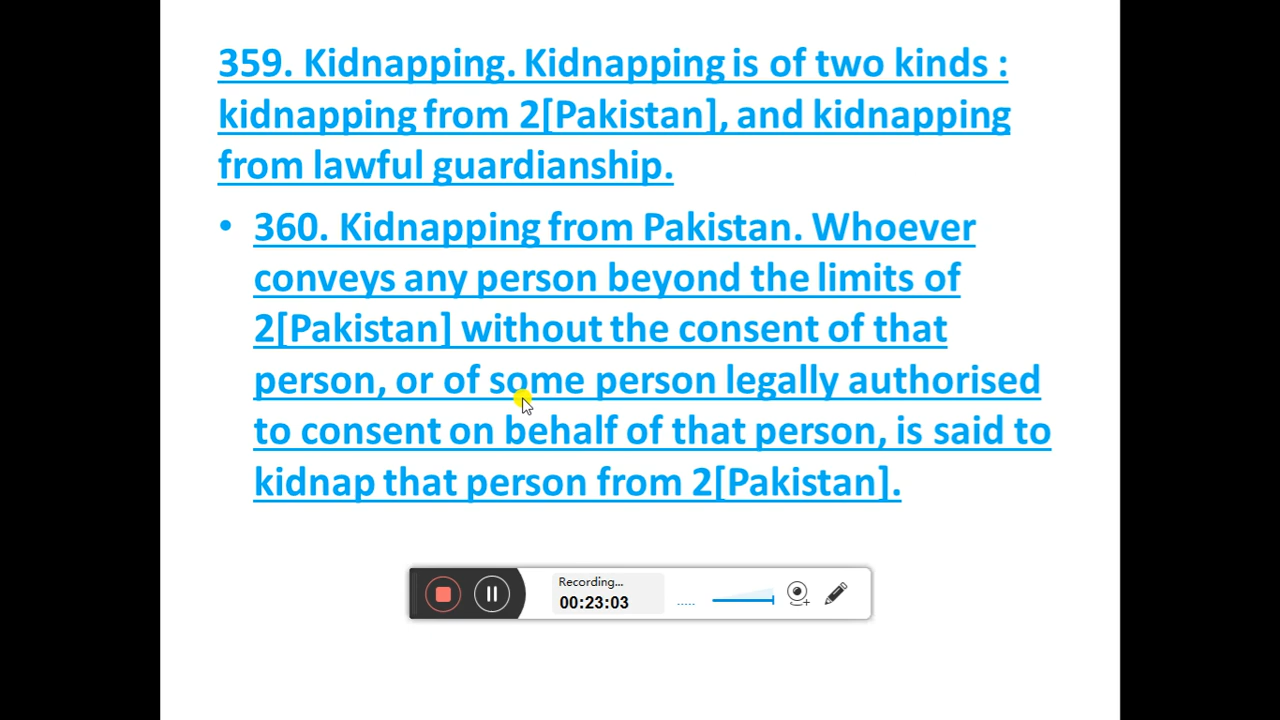 359. Kidnapping. Kidnapping is of two kinds :
kidnapping from 2[Pakistan], and kidnapping
from lawful guardianship.
• 360. Kidnapping from Pakistan. Whoever
conveys any person beyond the limits of
2[Pakistan] without the consent of that
person, or of some person legally authorised
to consent on behalf of that person, is said to
kidnap that person from 2[Pakistan].
Recording...
00:23:03